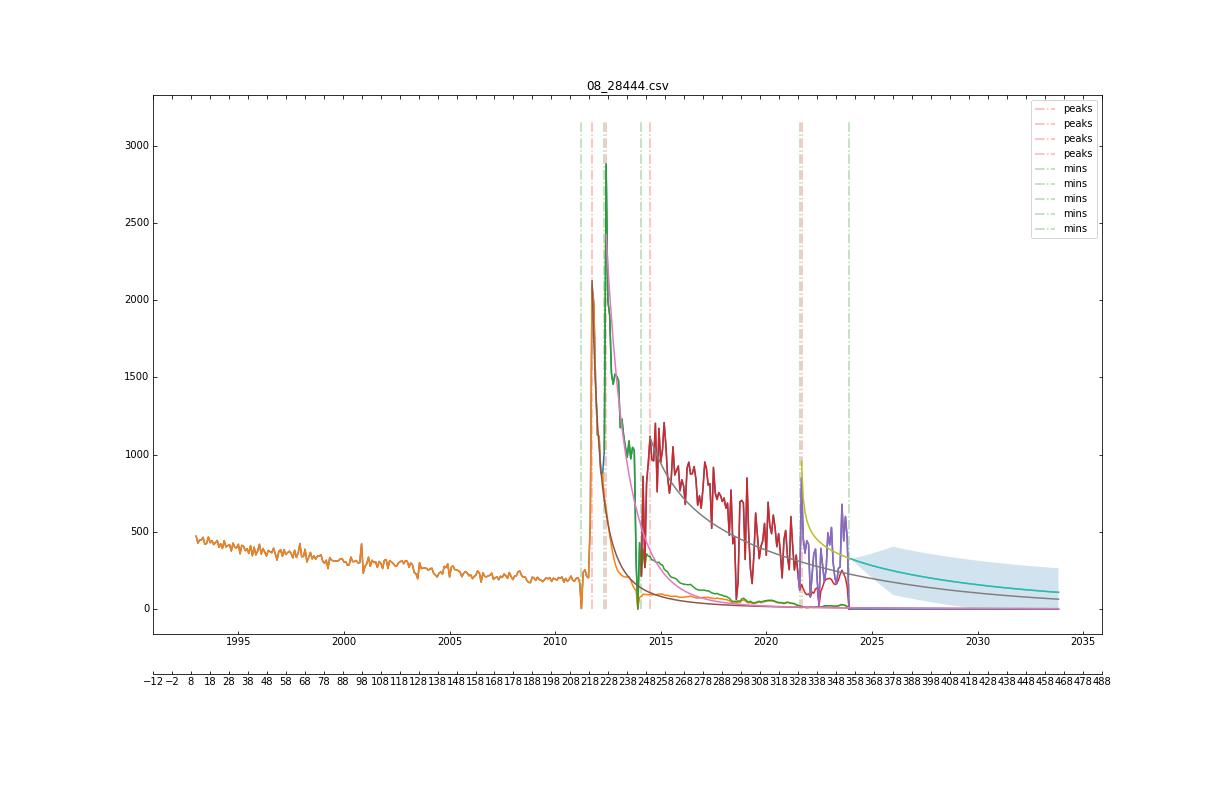 08_28444.csv
peaks
peaks
peaks
peaks
mins
mins
mins
mins
mins
3000
2500
2000
1500
1000
500
0
1995 2000 2005 2010 2015 2020 2025 2030 2035
−12 −2 8 18 28 38 48 58 68 78 88 98 108 118 128 138 148 158 168 178 188 198 208 218 228 238 248 258 268 278 288 298 308 318 328 338 348 358 368 378 388 398 408 418 428 438 448 458 468 478 488